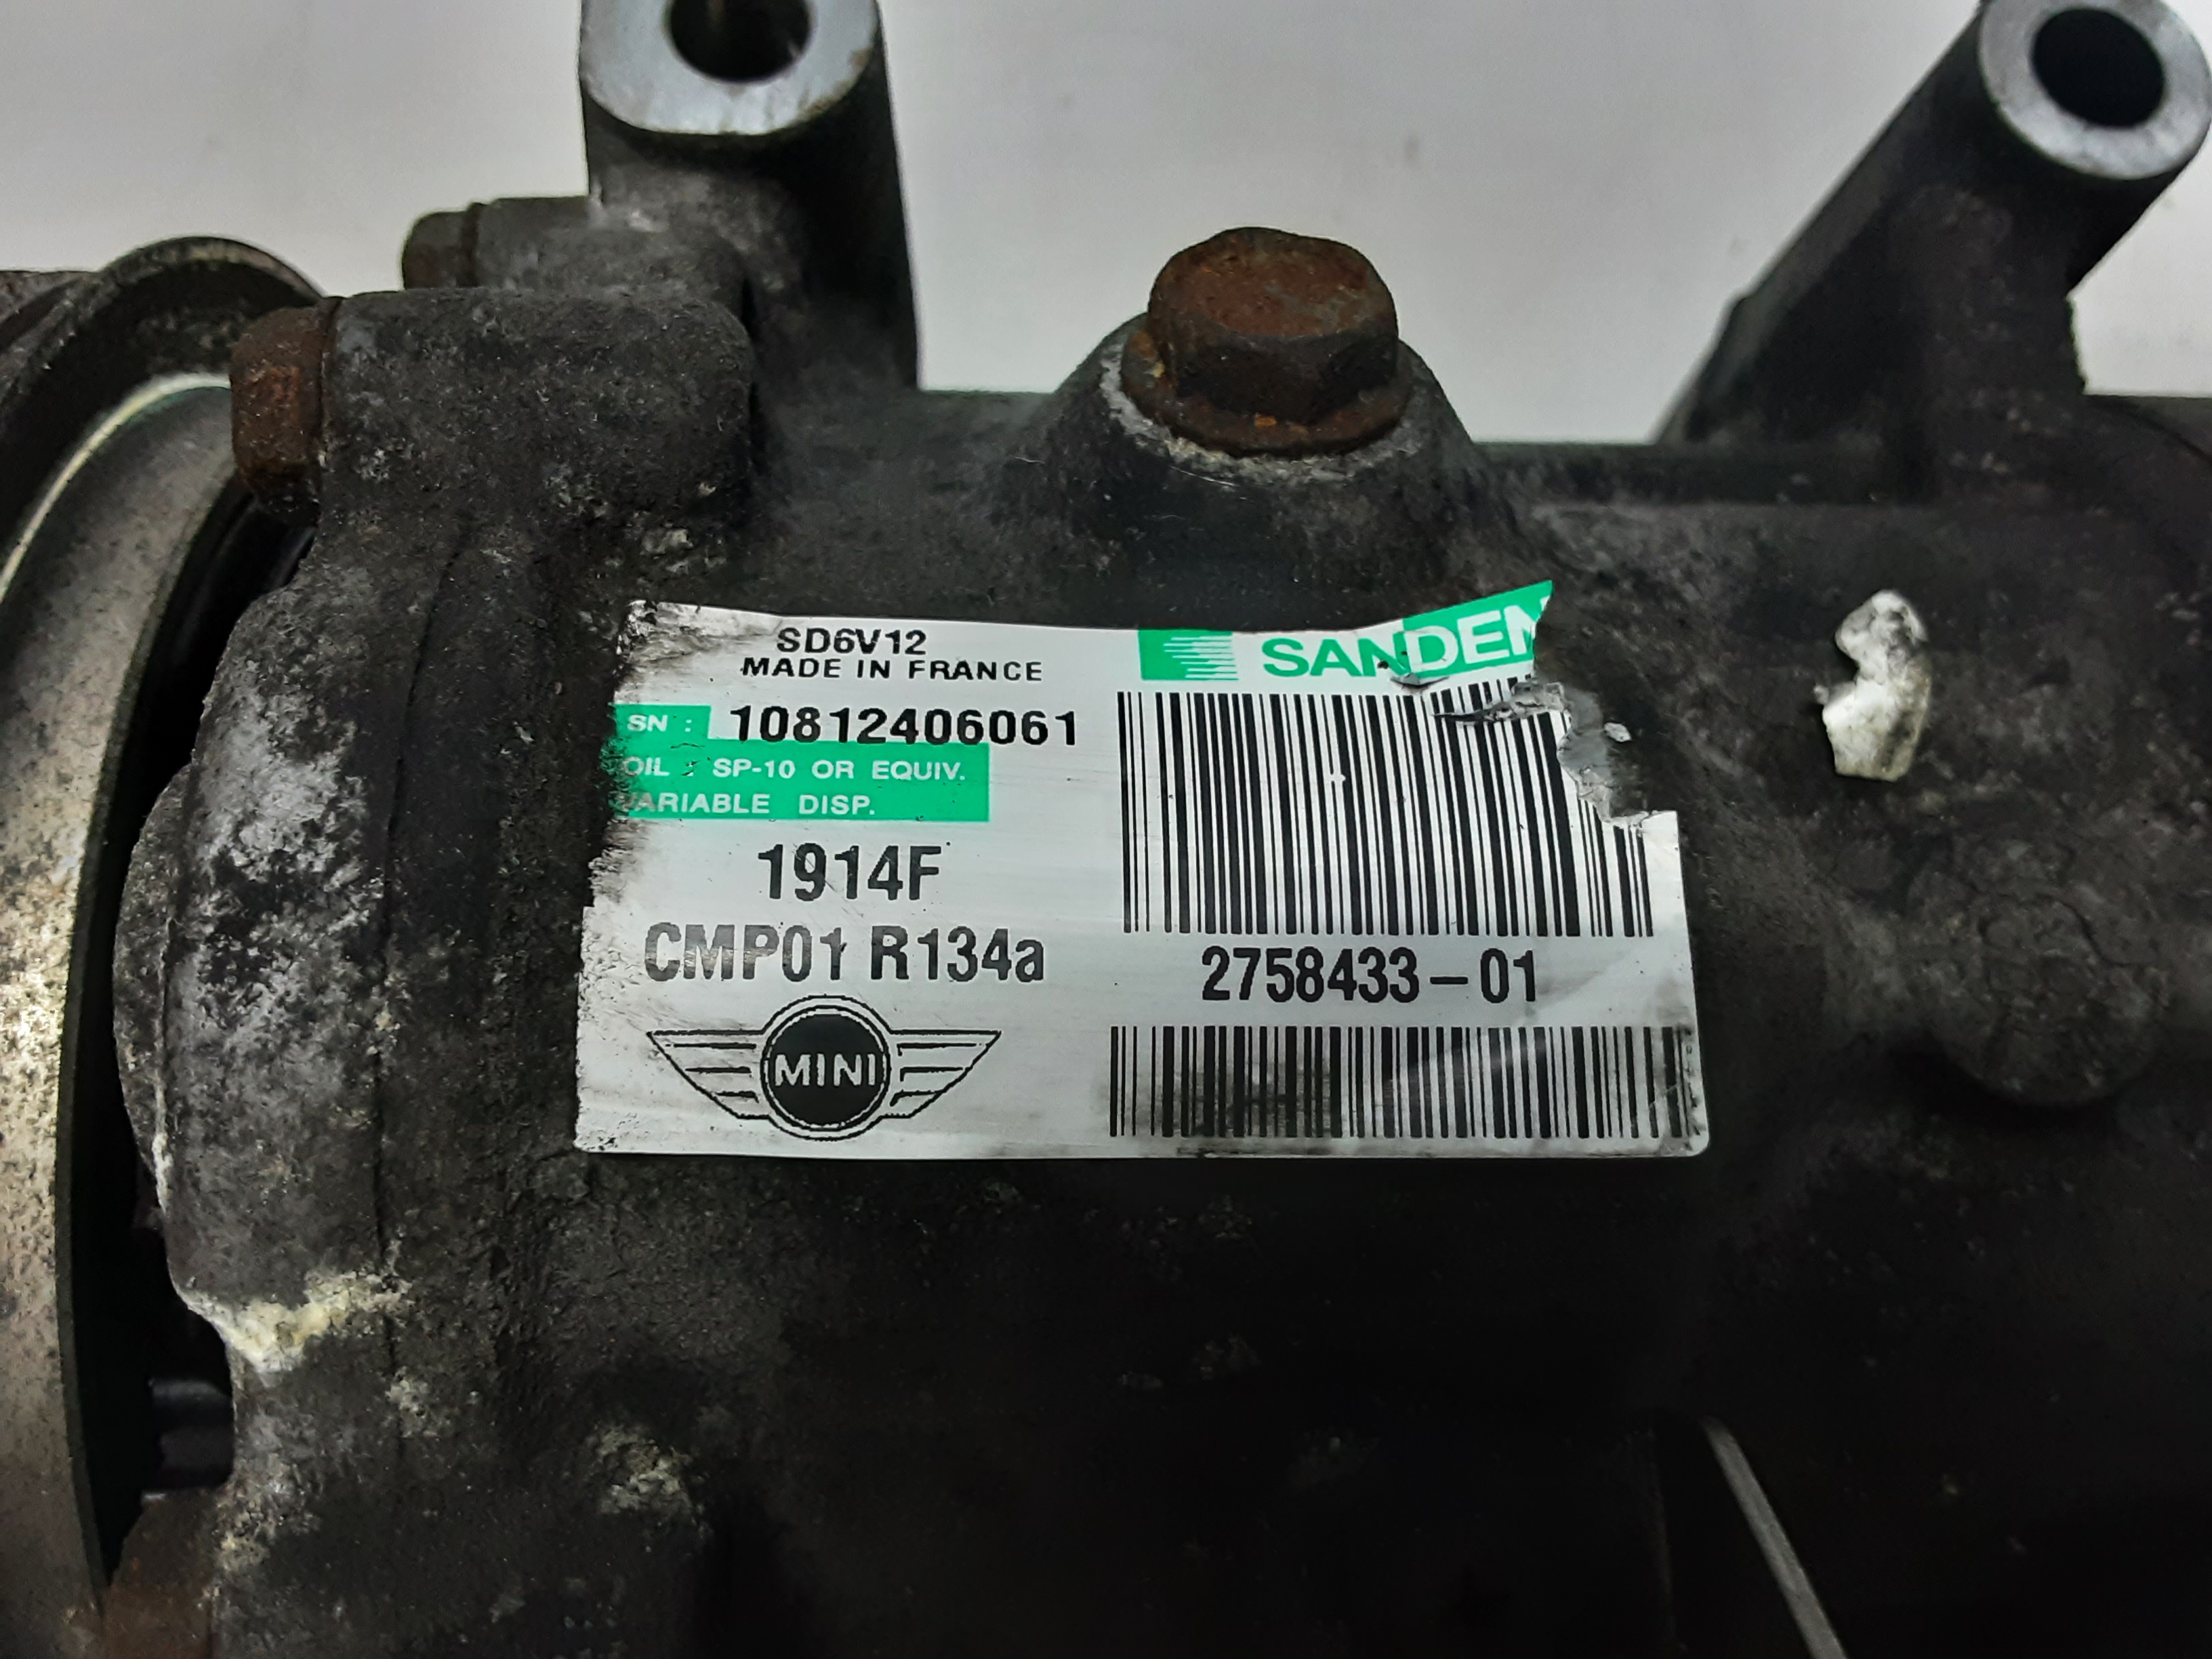 SD6V12
MADE IN FRANCE
SANDEN
SN : 10812406061
OIL : SP-10 OR EQUIV.
VARIABLE DISP.
1914F
CMP01 R134a
2758433-01
MINI